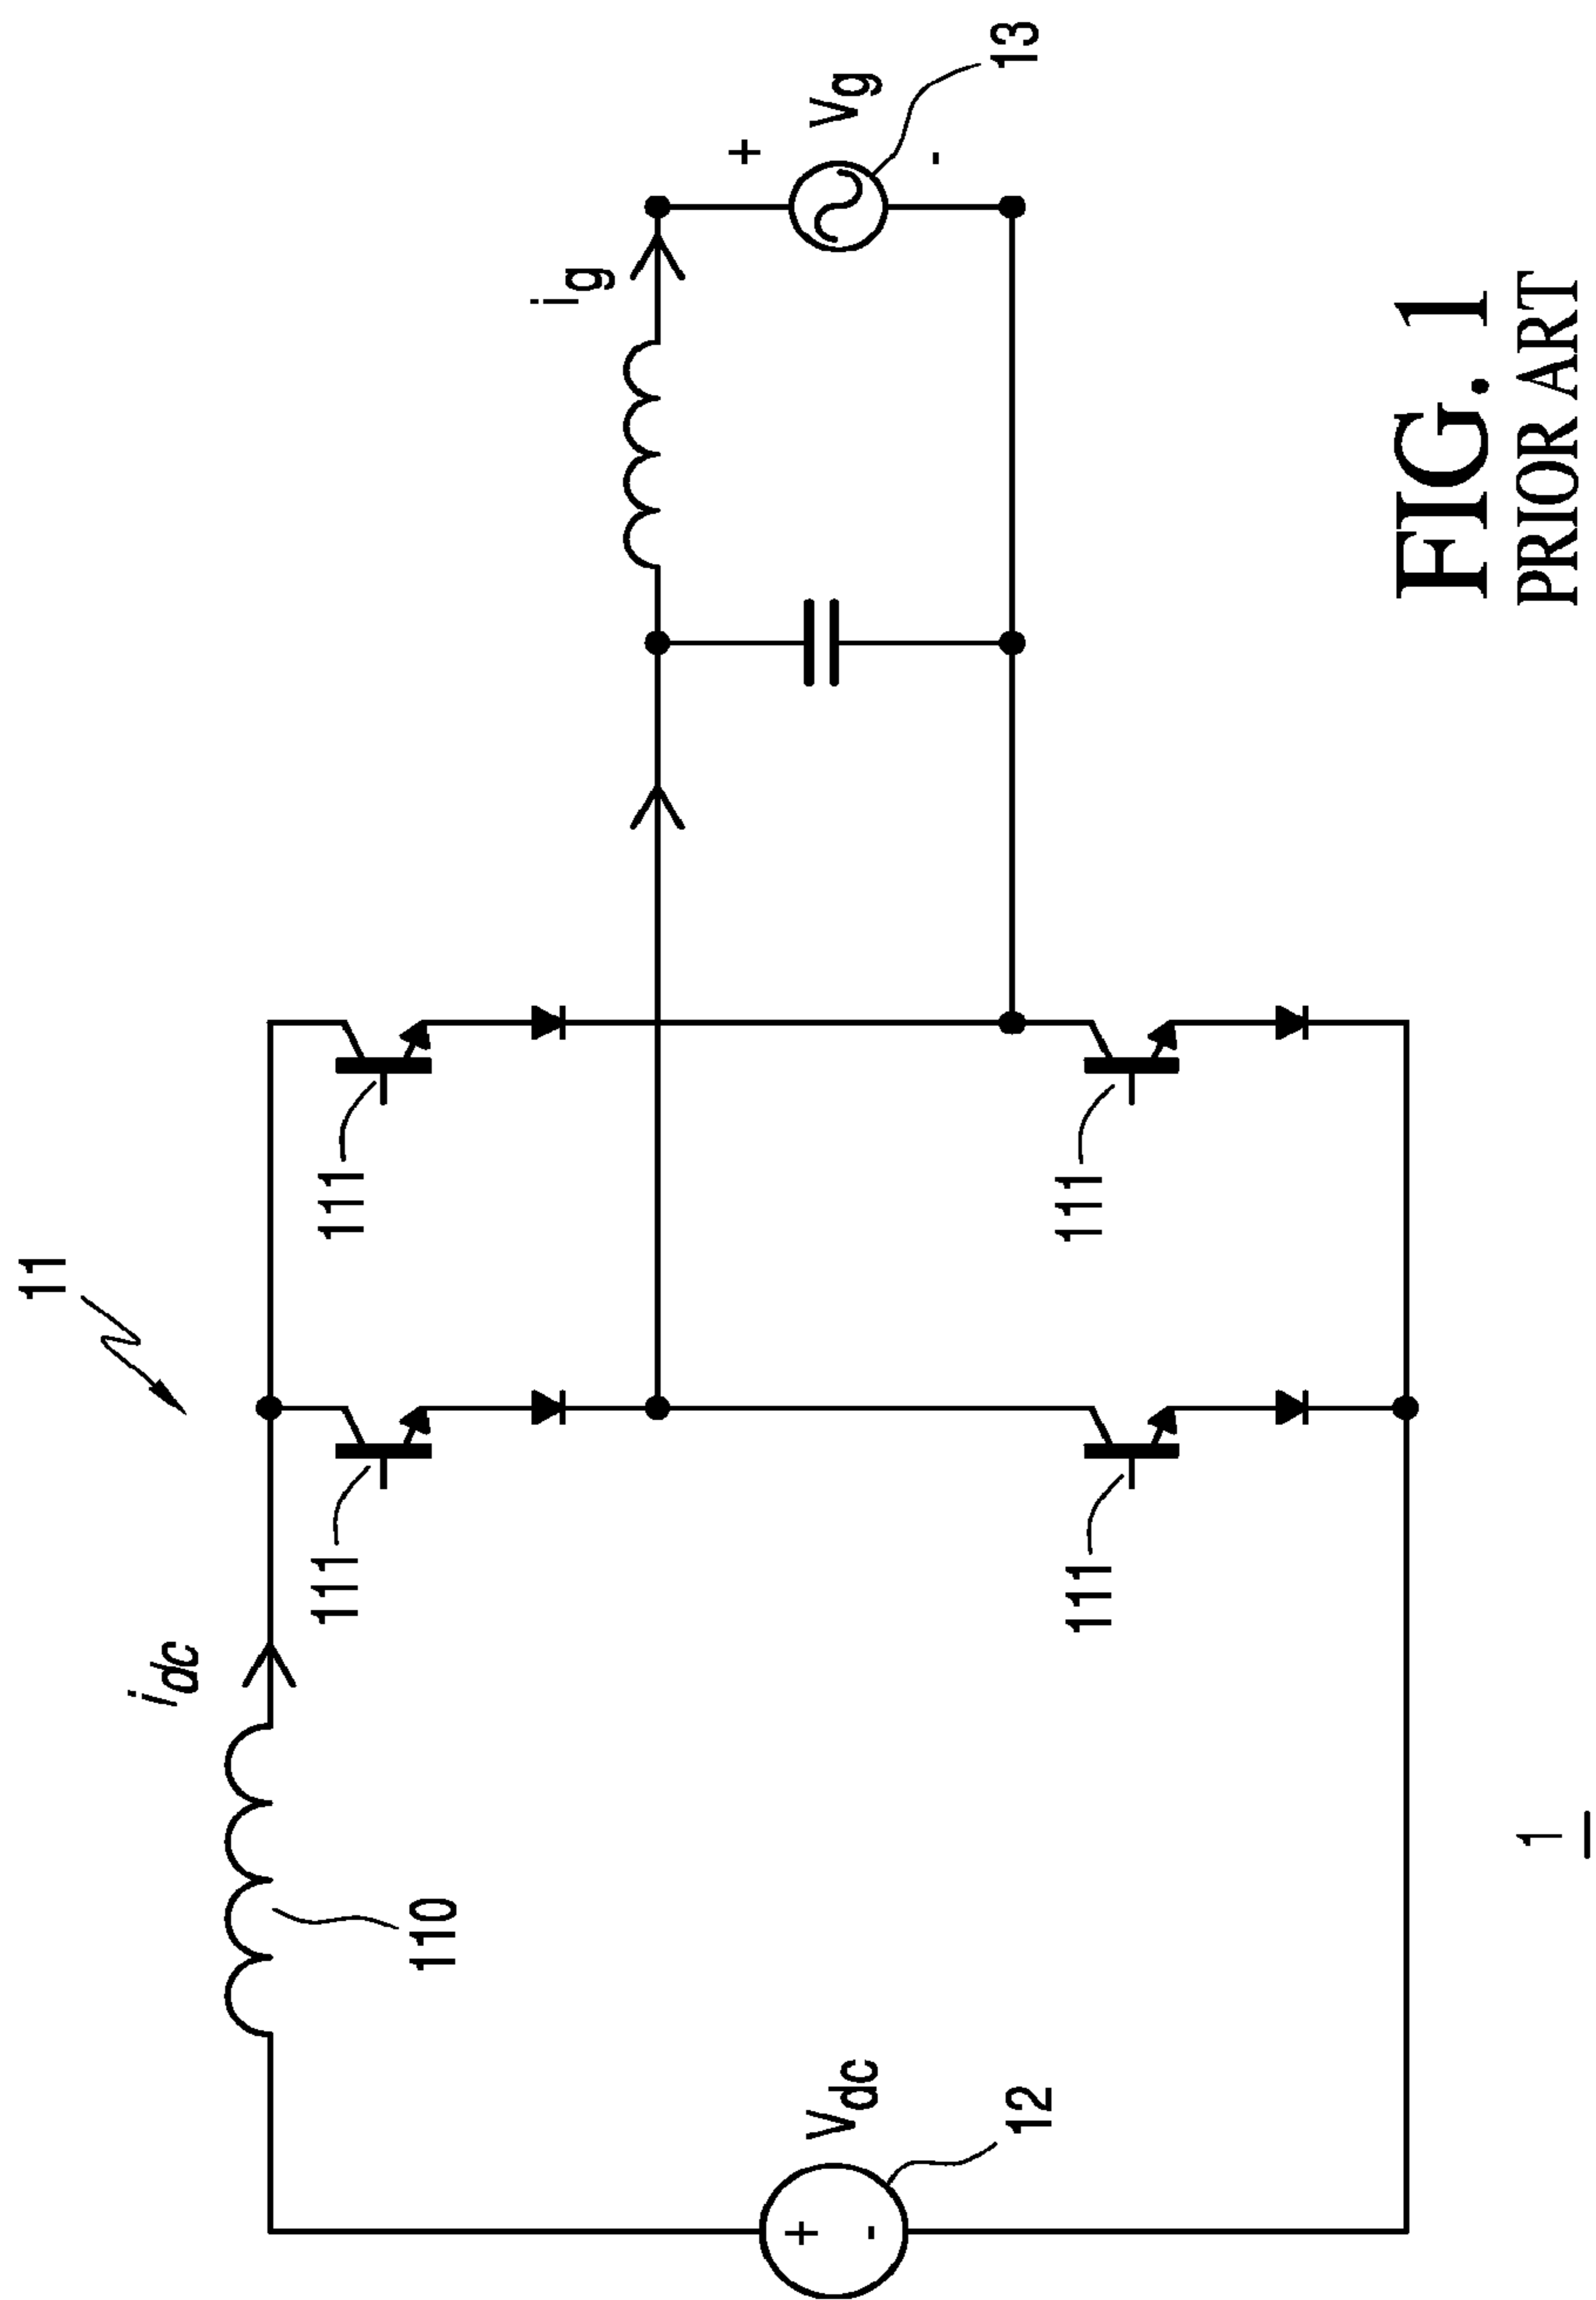 11
i_dc
110
111
111
111
111
i_g
+
V_g
-
13
V_dc
+
-
12
1
FIG. 1
PRIOR ART